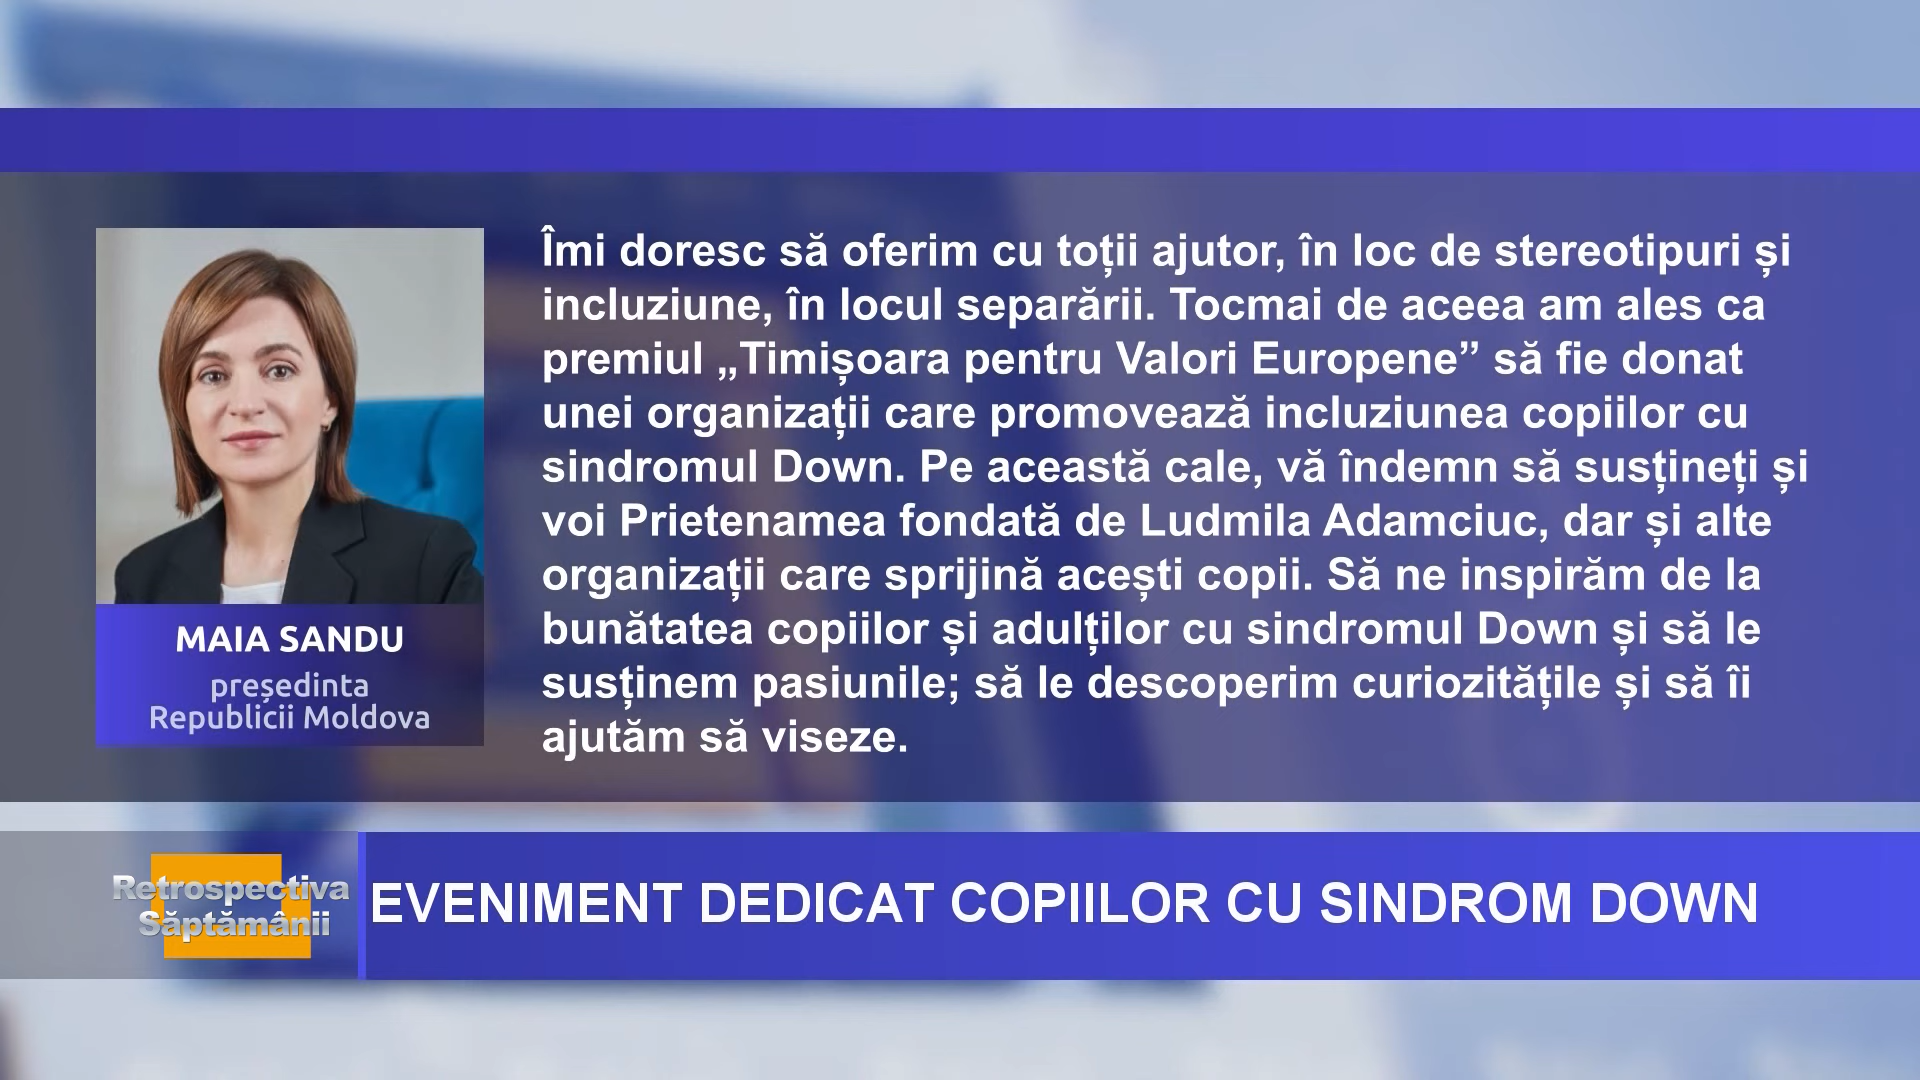 Îmi doresc să oferim cu toții ajutor, în loc de stereotipuri și
incluziune, în locul separării. Tocmai de aceea am ales ca
premiul „Timișoara pentru Valori Europene” să fie donat
unei organizații care promovează incluziunea copiilor cu
sindromul Down. Pe această cale, vă îndemn să susțineți și
voi Prietenamea fondată de Ludmila Adamciuc, dar și alte
organizații care sprijină acești copii. Să ne inspirăm de la
bunătatea copiilor și adulților cu sindromul Down și să le
susținem pasiunile; să le descoperim curiozitățile și să îi
ajutăm să viseze.
MAIA SANDU
președinta
Republicii Moldova
Retrospectiva
Săptămânii
EVENIMENT DEDICAT COPIILOR CU SINDROM DOWN